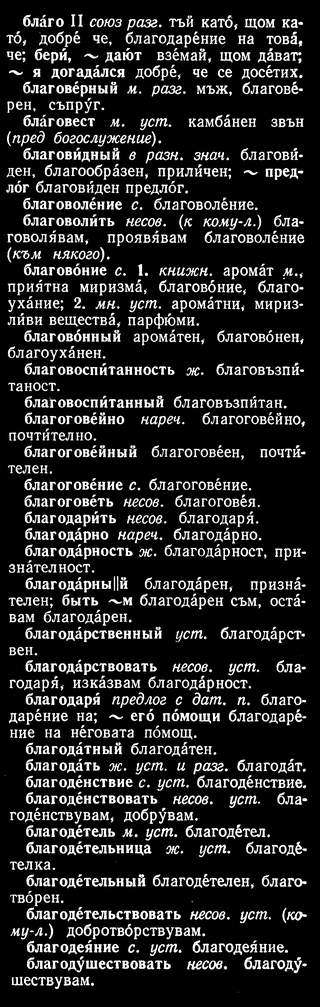 бла́го II союз разг. тъй като́, щом ка-
то́, добре́ че, благодаре́ние на това́,
че; бери́, ~ даю́т взе́май, щом да́ват;
~ я догада́лся добре́, че се досе́тих.
благове́рный м. разг. мъж, благове́-
рен, съпру́г.
бла́говест м. уст. камба́нен звън
(пред богослужение).
благови́дный в разн. знач. благови́-
ден, благообра́зен, прили́чен; ~ пред-
ло́г благови́ден предло́г.
благоволе́ние с. благоволе́ние.
благоволи́ть несов. (к кому-л.) бла-
говоля́вам, проявя́вам благоволе́ние
(към някого).
благово́ние с. 1. книжн. арома́т м.,
прия́тна миризма́, благово́ние, благо-
уха́ние; 2. мн. уст. арома́тни, мириз-
ли́ви вещества́, парфю́ми.
благово́нный арома́тен, благово́нен,
благоуха́нен.
благовоспи́танность ж. благовъзпи́-
таност.
благовоспи́танный благовъзпи́тан.
благогове́йно нареч. благогове́йно,
почти́телно.
благогове́йный благогове́ен, почти́-
телен.
благогове́ние с. благогове́ние.
благогове́ть несов. благогове́я.
благодари́ть несов. благодаря́.
благода́рно нареч. благода́рно.
благода́рность ж. благода́рност, при-
зна́телност.
благода́рны||й благода́рен, призна́-
телен; быть ~м благода́рен съм, оста́-
вам благода́рен.
благода́рственный уст. благода́рст-
вен.
благода́рствовать несов. уст. бла-
годаря́, изка́звам благода́рност.
благодаря́ предлог с дат. п. благо-
даре́ние на; ~ его́ по́мощи благодаре́-
ние на не́говата по́мощ.
благода́тный благода́тен.
благода́ть ж. уст. и разг. благода́т.
благоде́нствие с. уст. благоде́нствие.
благоде́нствовать несов. уст. бла-
годе́нствувам, добру́вам.
благоде́тель м. уст. благоде́тел.
благоде́тельница ж. уст. благоде́-
телка.
благоде́тельный благоде́телен, благо-
тво́рен.
благоде́тельствовать несов. уст. (ко-
му-л.) добротво́рствувам.
благодея́ние с. уст. благодея́ние.
благоду́шествовать несов. благоду́-
шествувам.